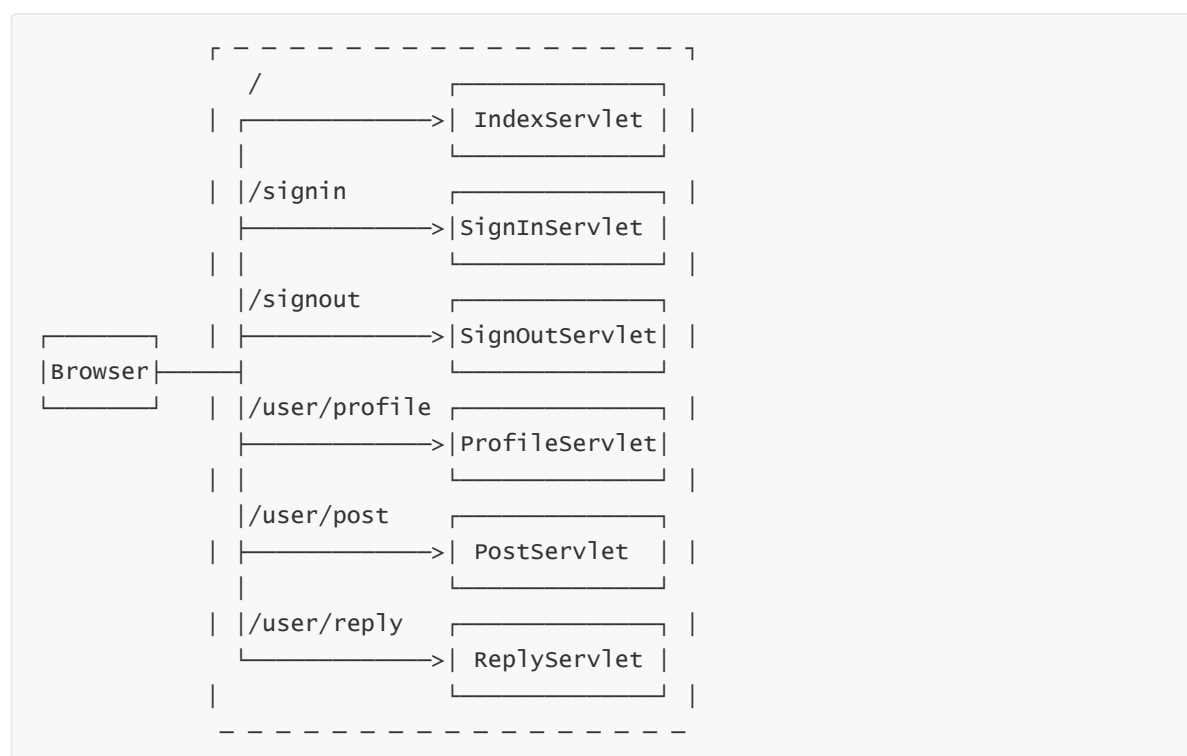 /
IndexServlet
/signin
SignInServlet
/signout
SignOutServlet
Browser
/user/profile
ProfileServlet
/user/post
PostServlet
/user/reply
ReplyServlet